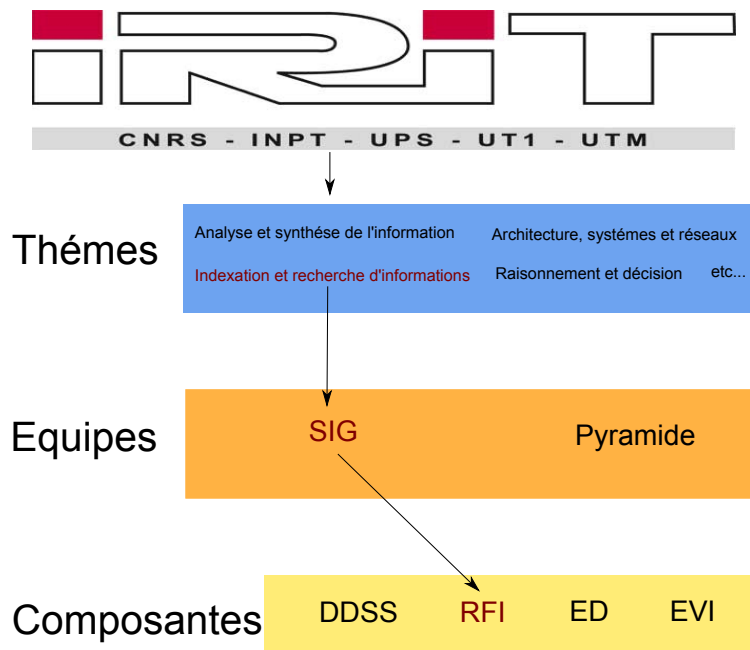 iRiT
CNRS - INPT - UPS - UT1 - UTM
Thémes
Analyse et synthése de l'information
Architecture, systémes et réseaux
Indexation et recherche d'informations
Raisonnement et décision
etc...
Equipes
SIG
Pyramide
Composantes
DDSS
RFI
ED
EVI